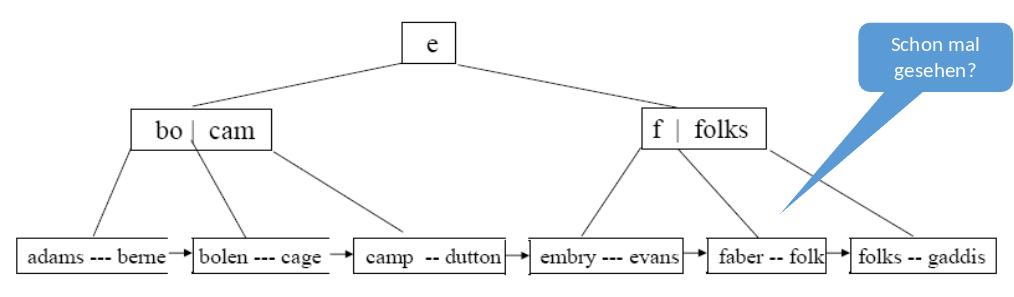 e
Schon mal
gesehen?
bo | cam
f | folks
adams --- berne
bolen --- cage
camp -- dutton
embry --- evans
faber -- folk
folks -- gaddis